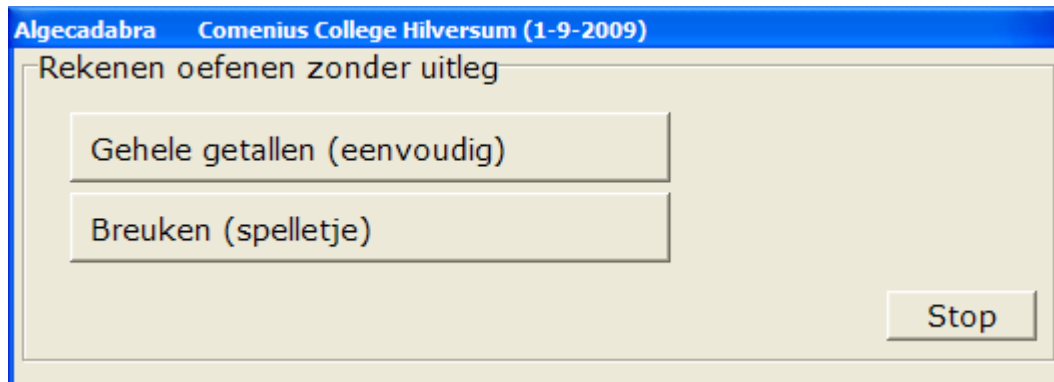 Algecadabra Comenius College Hilversum (1-9-2009)
Rekenen oefenen zonder uitleg
Gehele getallen (eenvoudig)
Breuken (spelletje)
Stop